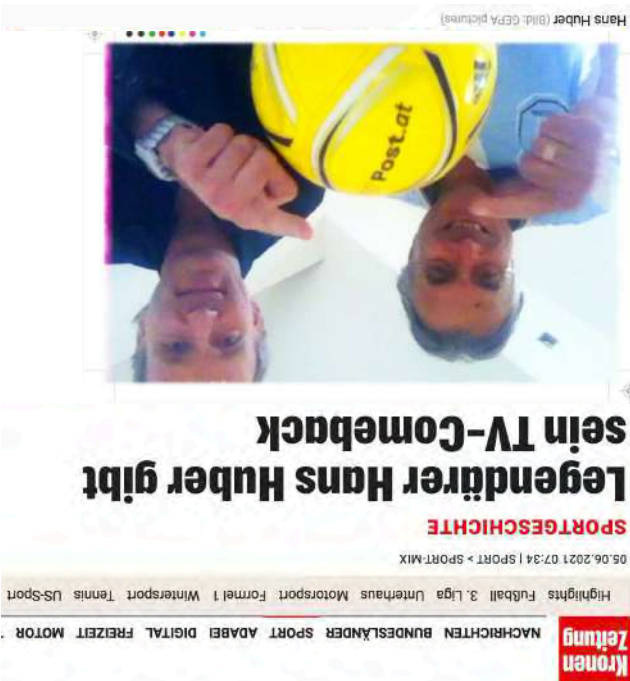 Kronen
Zeitung
NACHRICHTEN BUNDESLÄNDER SPORT ADABEI DIGITAL FREIZEIT MOTOR
Highlights Fußball 3. Liga Unterhaus Motorsport Formel 1 Wintersport Tennis US-Sport
05.06.2021 07:34 | SPORT > SPORT-MIX
SPORTGESCHICHTE
Legendärer Hans Huber gibt
sein TV-Comeback
Post.at
Hans Huber (Bild: GEPA pictures)